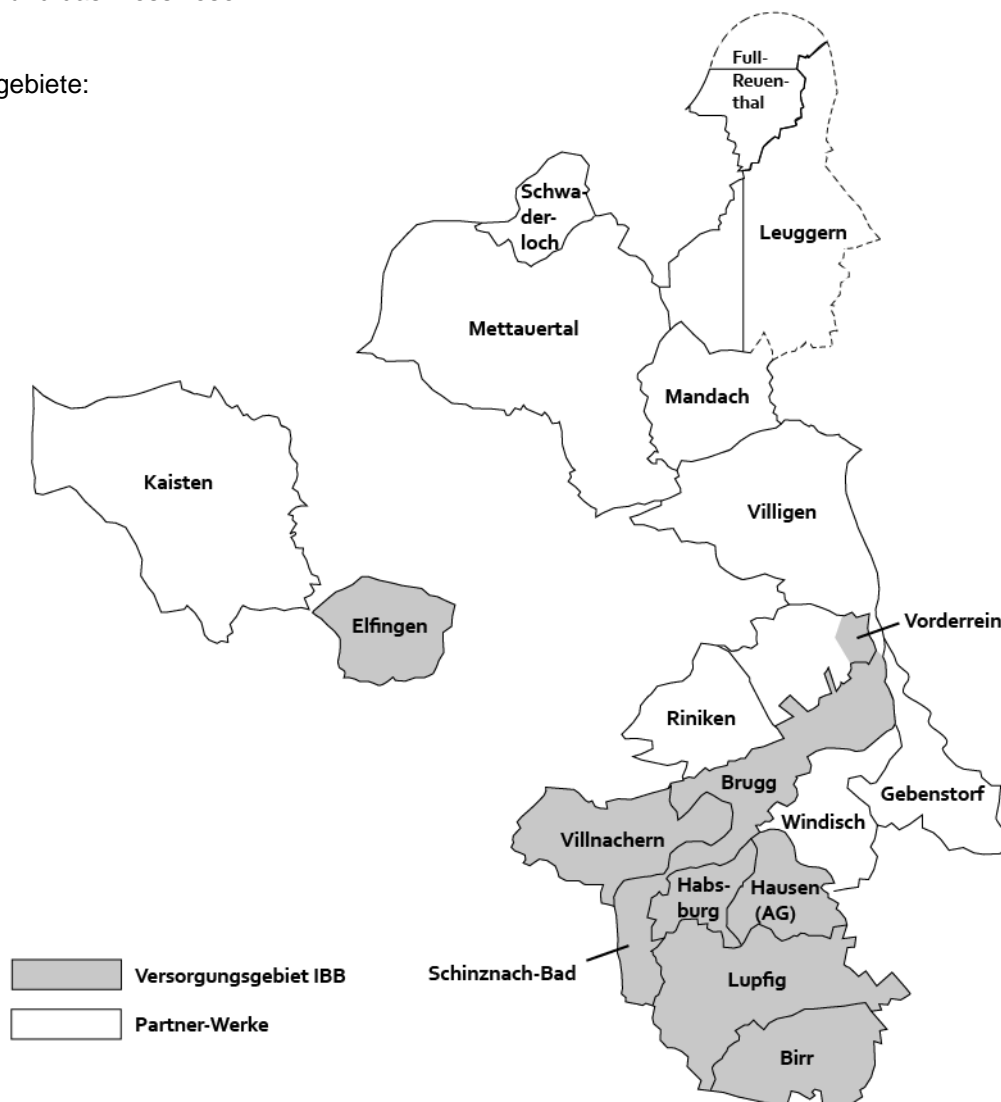 gebiete:
Full-
Reuen-
thal
Schwa-
der-
loch
Leuggern
Mettauertal
Mandach
Kaisten
Villigen
Elfingen
Vorderrein
Riniken
Brugg
Gebenstorf
Villnachern
Windisch
Habs-
burg
Hausen
(AG)
Schinznach-Bad
Lupfig
Birr
Versorgungsgebiet IBB
Partner-Werke